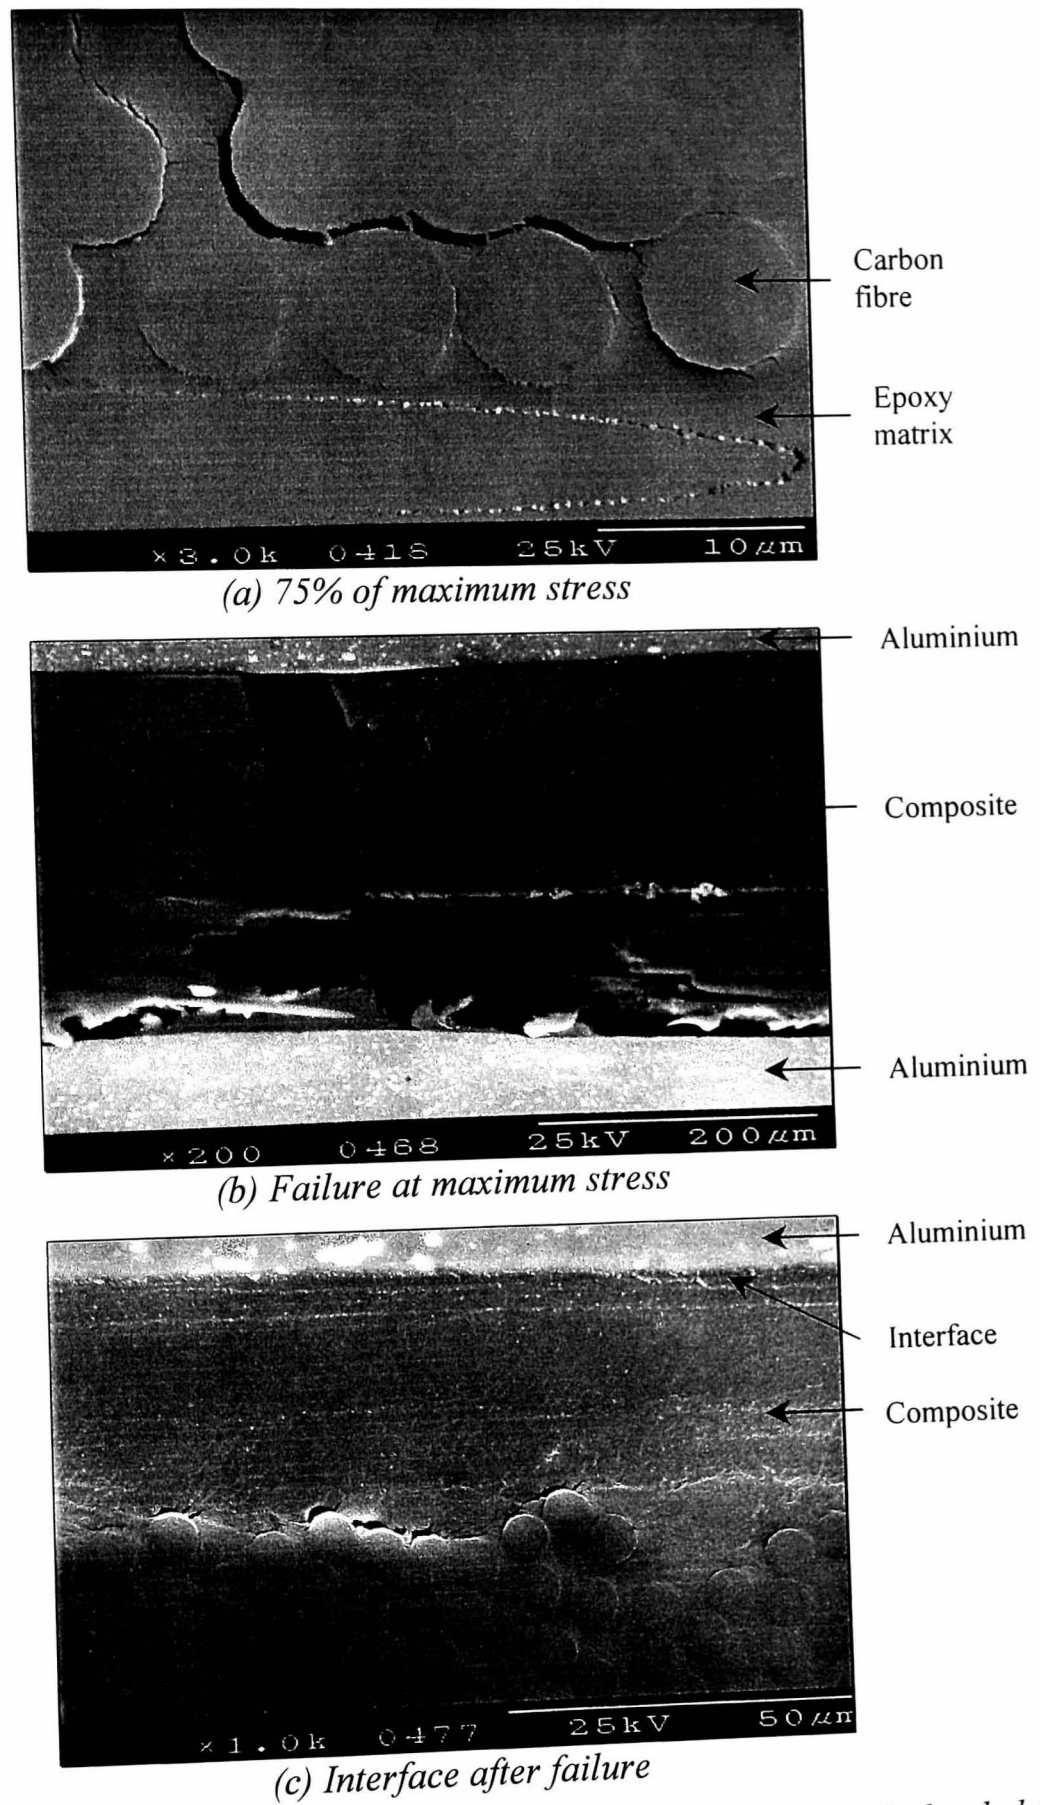 Carbon
fibre
Epoxy
matrix
×3.0k 0418 25kV 10μm
(a) 75% of maximum stress
Aluminium
Composite
Aluminium
×200 0468 25kV 200μm
(b) Failure at maximum stress
Aluminium
Interface
Composite
×1.0k 0477 25kV 50μm
(c) Interface after failure